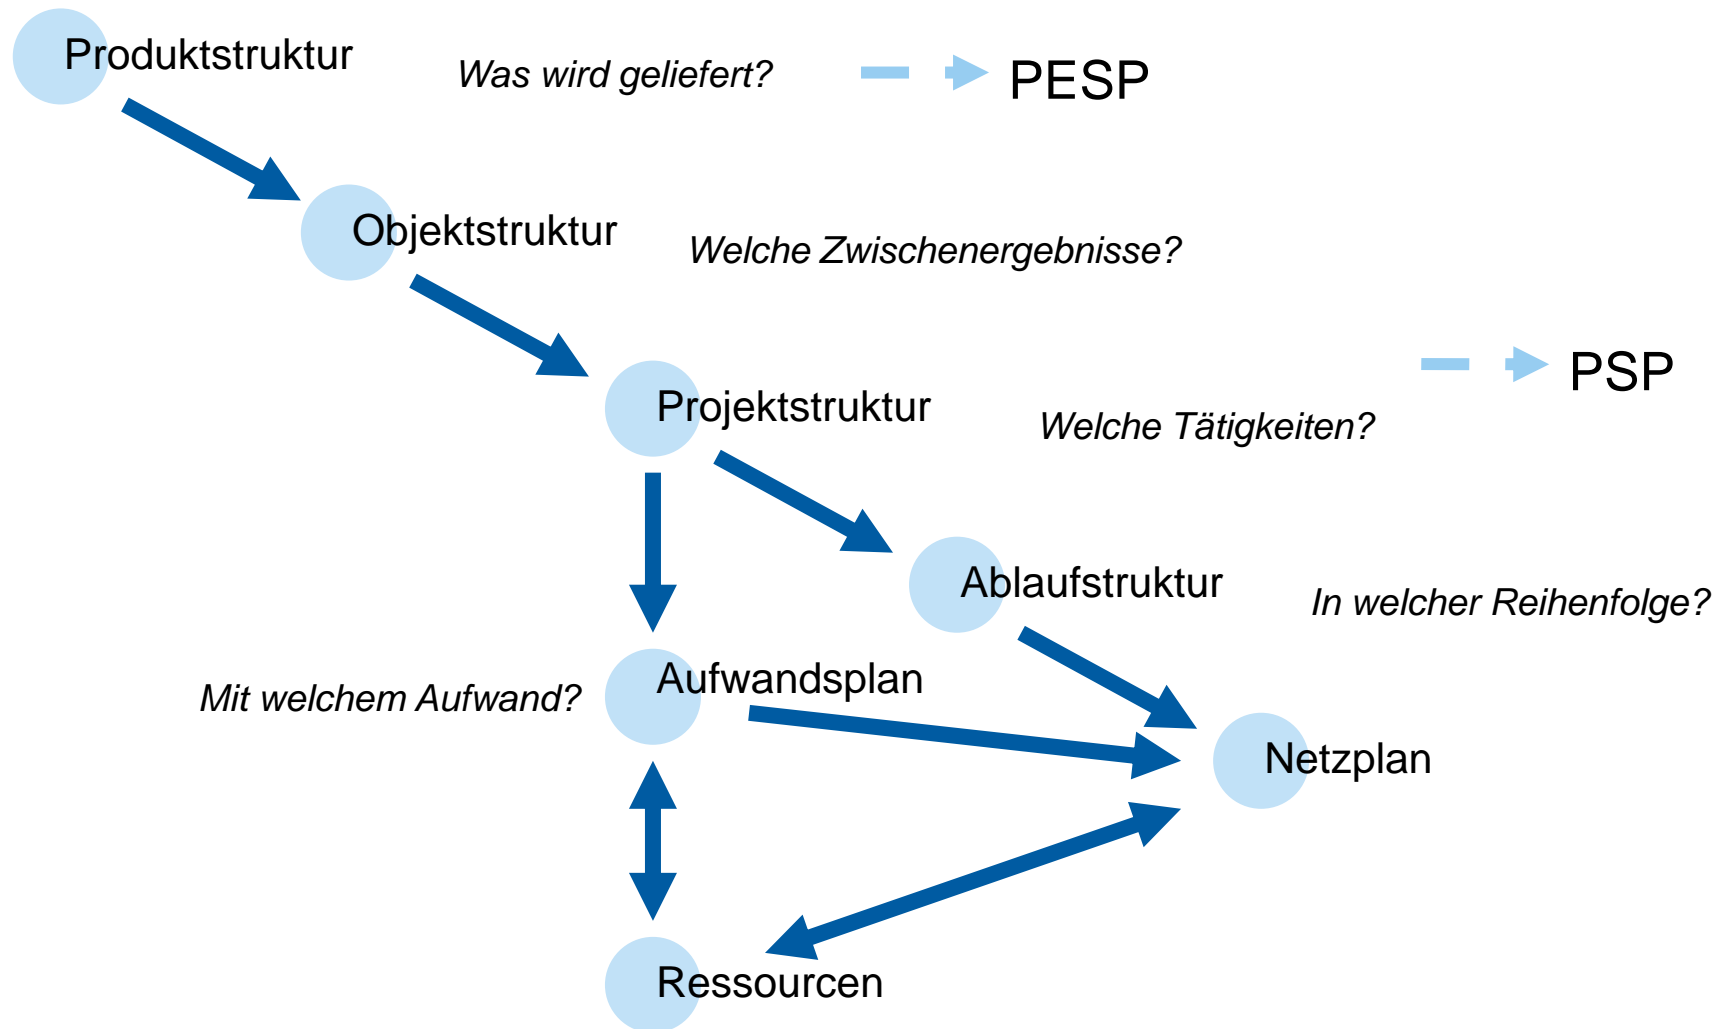 Produktstruktur
Was wird geliefert?
PESP
Objektstruktur
Welche Zwischenergebnisse?
PSP
Projektstruktur
Welche Tätigkeiten?
Ablaufstruktur
In welcher Reihenfolge?
Mit welchem Aufwand?
Aufwandsplan
Netzplan
Ressourcen